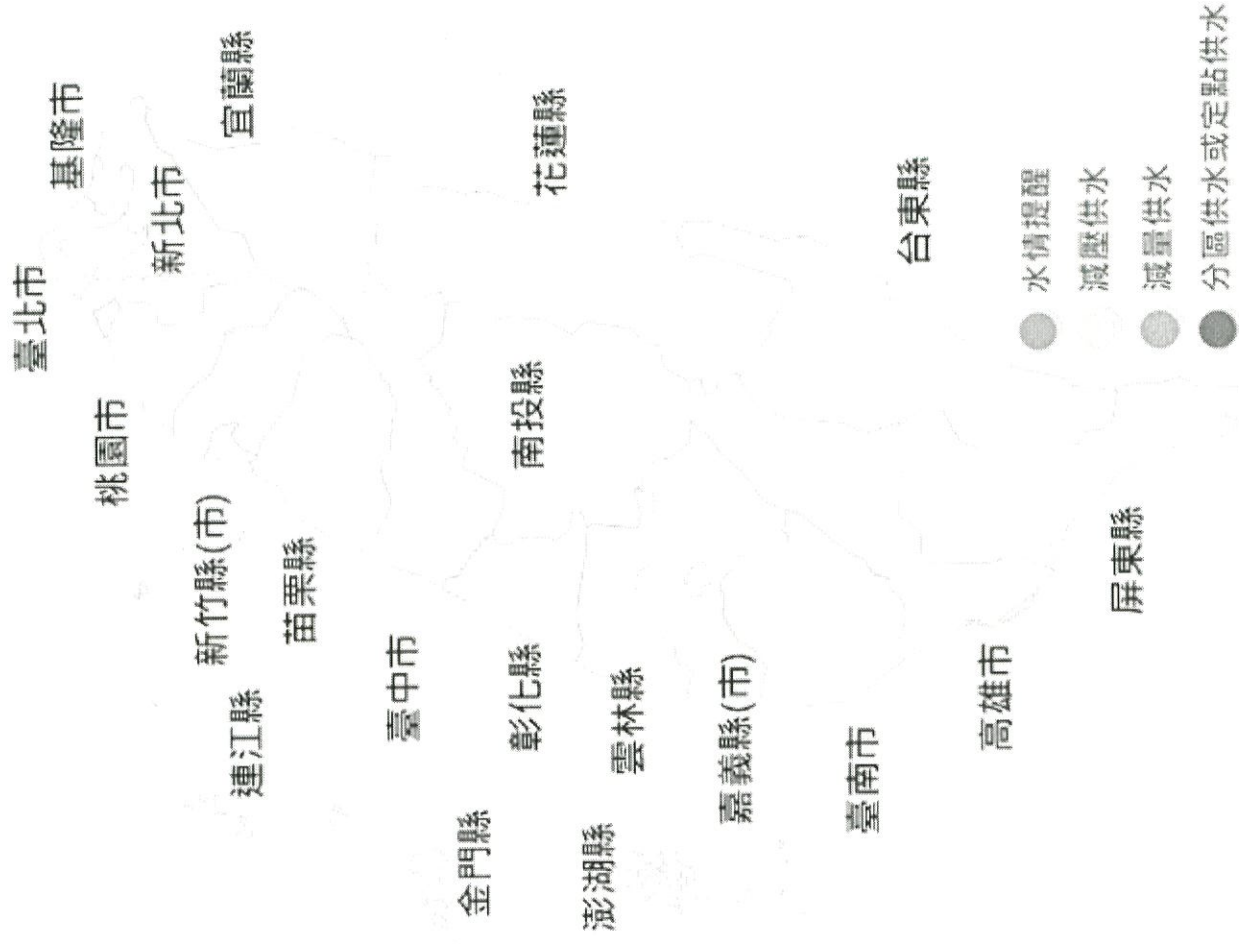 臺北市
基隆市
桃園市
新北市
新竹縣(市)
宜蘭縣
連江縣
苗栗縣
臺中市
金門縣
彰化縣
南投縣
花蓮縣
澎湖縣
雲林縣
嘉義縣(市)
臺南市
台東縣
高雄市
屏東縣
水情提醒
減壓供水
減量供水
分區供水或定點供水